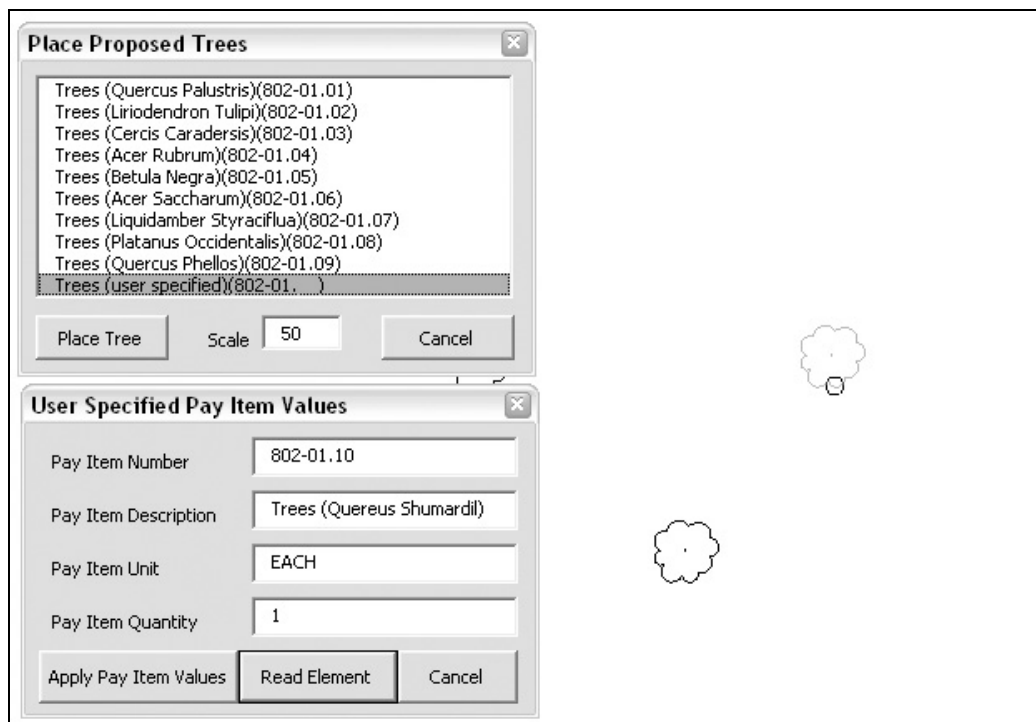 Place Proposed Trees
Trees (Quercus Palustris)(802-01.01)
Trees (Liriodendron Tulipi)(802-01.02)
Trees (Cercis Caradersis)(802-01.03)
Trees (Acer Rubrum)(802-01.04)
Trees (Betula Negra)(802-01.05)
Trees (Acer Saccharum)(802-01.06)
Trees (Liquidamber Styraciflua)(802-01.07)
Trees (Platanus Occidentalis)(802-01.08)
Trees (Quercus Phellos)(802-01.09)
Trees (user specified)(802-01.    )
Place Tree Scale 50 Cancel
User Specified Pay Item Values
Pay Item Number 802-01.10
Pay Item Description Trees (Quereus Shumardil)
Pay Item Unit EACH
Pay Item Quantity 1
Apply Pay Item Values Read Element Cancel